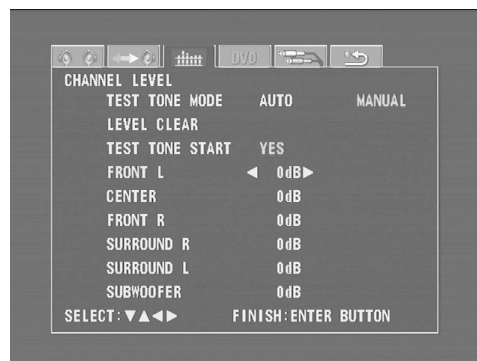 DVD
CHANNEL LEVEL
TEST TONE MODE AUTO MANUAL
LEVEL CLEAR
TEST TONE START YES
FRONT L ◀ 0dB▶
CENTER 0dB
FRONT R 0dB
SURROUND R 0dB
SURROUND L 0dB
SUBWOOFER 0dB
SELECT:▼▲◀▶ FINISH:ENTER BUTTON